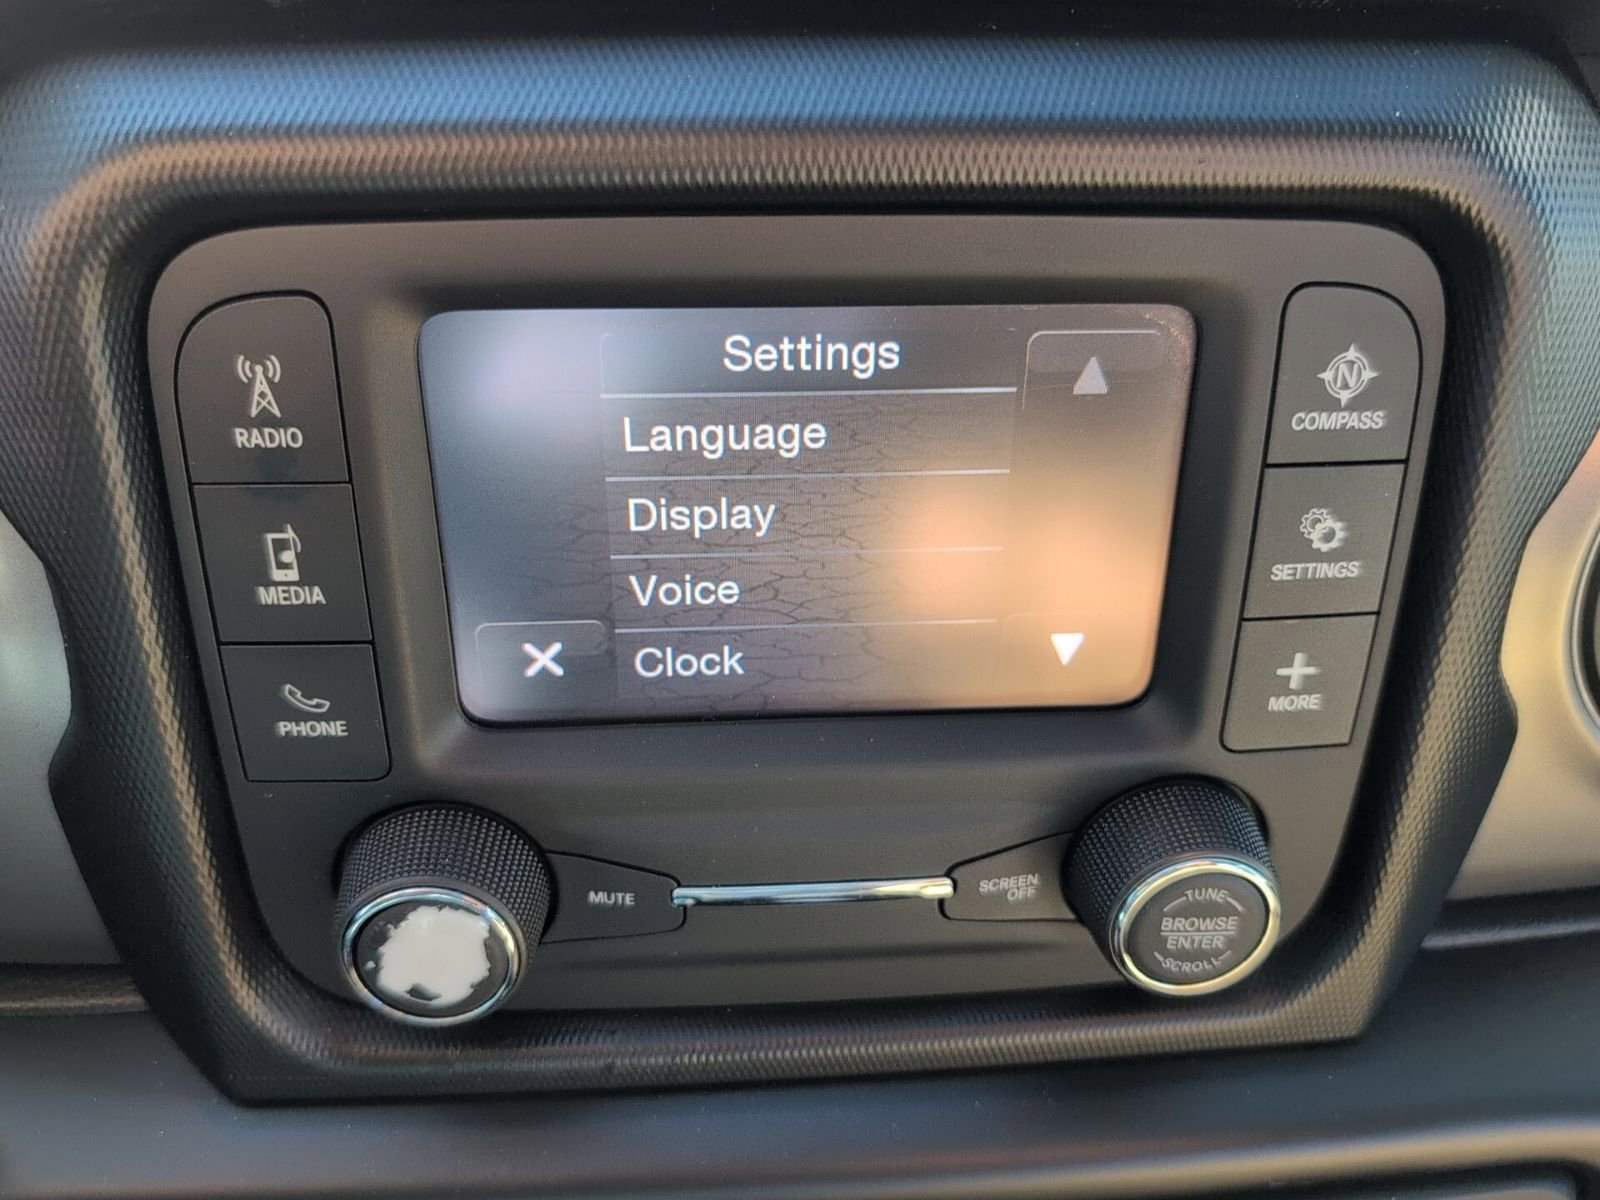 Settings
Language
Display
Voice
Clock
RADIO
MEDIA
PHONE
N
COMPASS
SETTINGS
MORE
MUTE
SCREEN
OFF
TUNE
BROWSE
ENTER
SCROLL